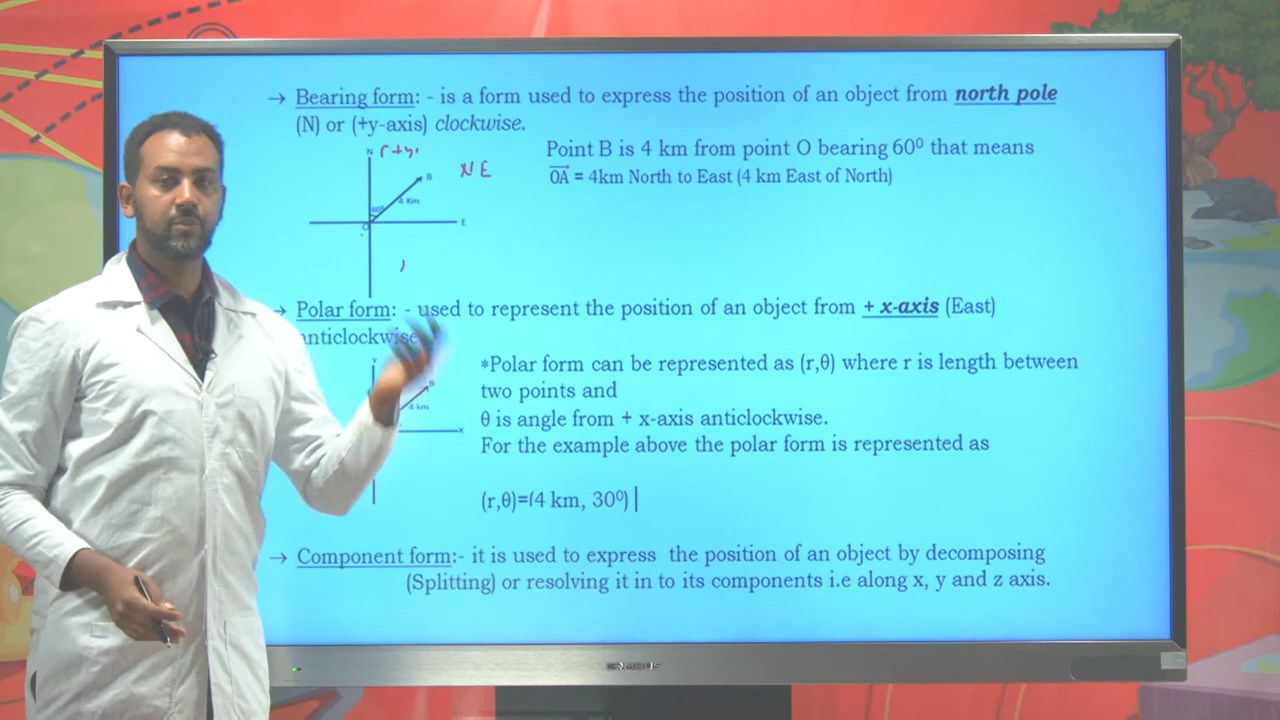 → Bearing form: - is a form used to express the position of an object from north pole
(N) or (+y-axis) clockwise.
N r +y,
N E
B
60⁰
4 Km
O
E
Point B is 4 km from point O bearing 60⁰ that means
O͞A⃗ = 4km North to East (4 km East of North)
→ Polar form: - used to represent the position of an object from + x-axis (East)
anticlockwise
Y
B
4 km
X
*Polar form can be represented as (r,θ) where r is length between
two points and
θ is angle from + x-axis anticlockwise.
For the example above the polar form is represented as
(r,θ)=(4 km, 30⁰)
→ Component form:- it is used to express the position of an object by decomposing
(Splitting) or resolving it in to its components i.e along x, y and z axis.